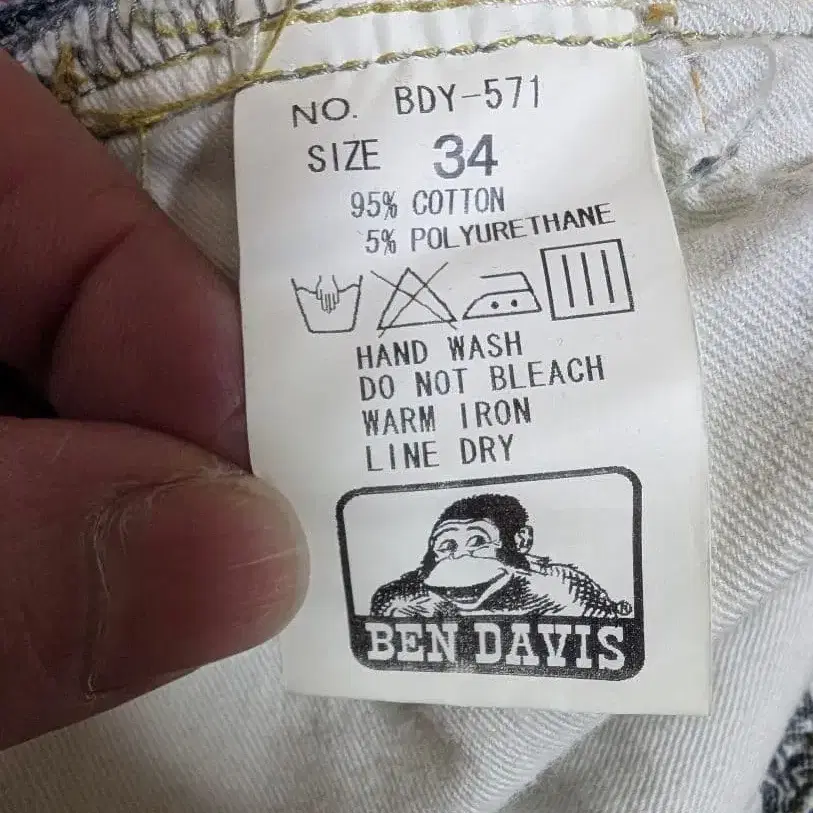 NO. BDY-571
SIZE 34
95% COTTON
5% POLYURETHANE
HAND WASH
DO NOT BLEACH
WARM IRON
LINE DRY
®
BEN DAVIS